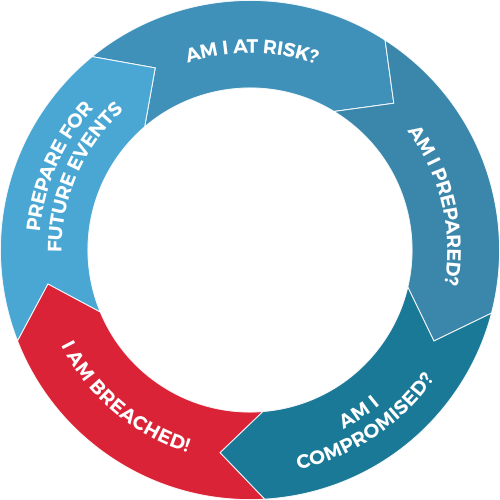 AM I AT RISK?
AM I PREPARED?
AM I
COMPROMISED?
I AM BREACHED!
PREPARE FOR
FUTURE EVENTS